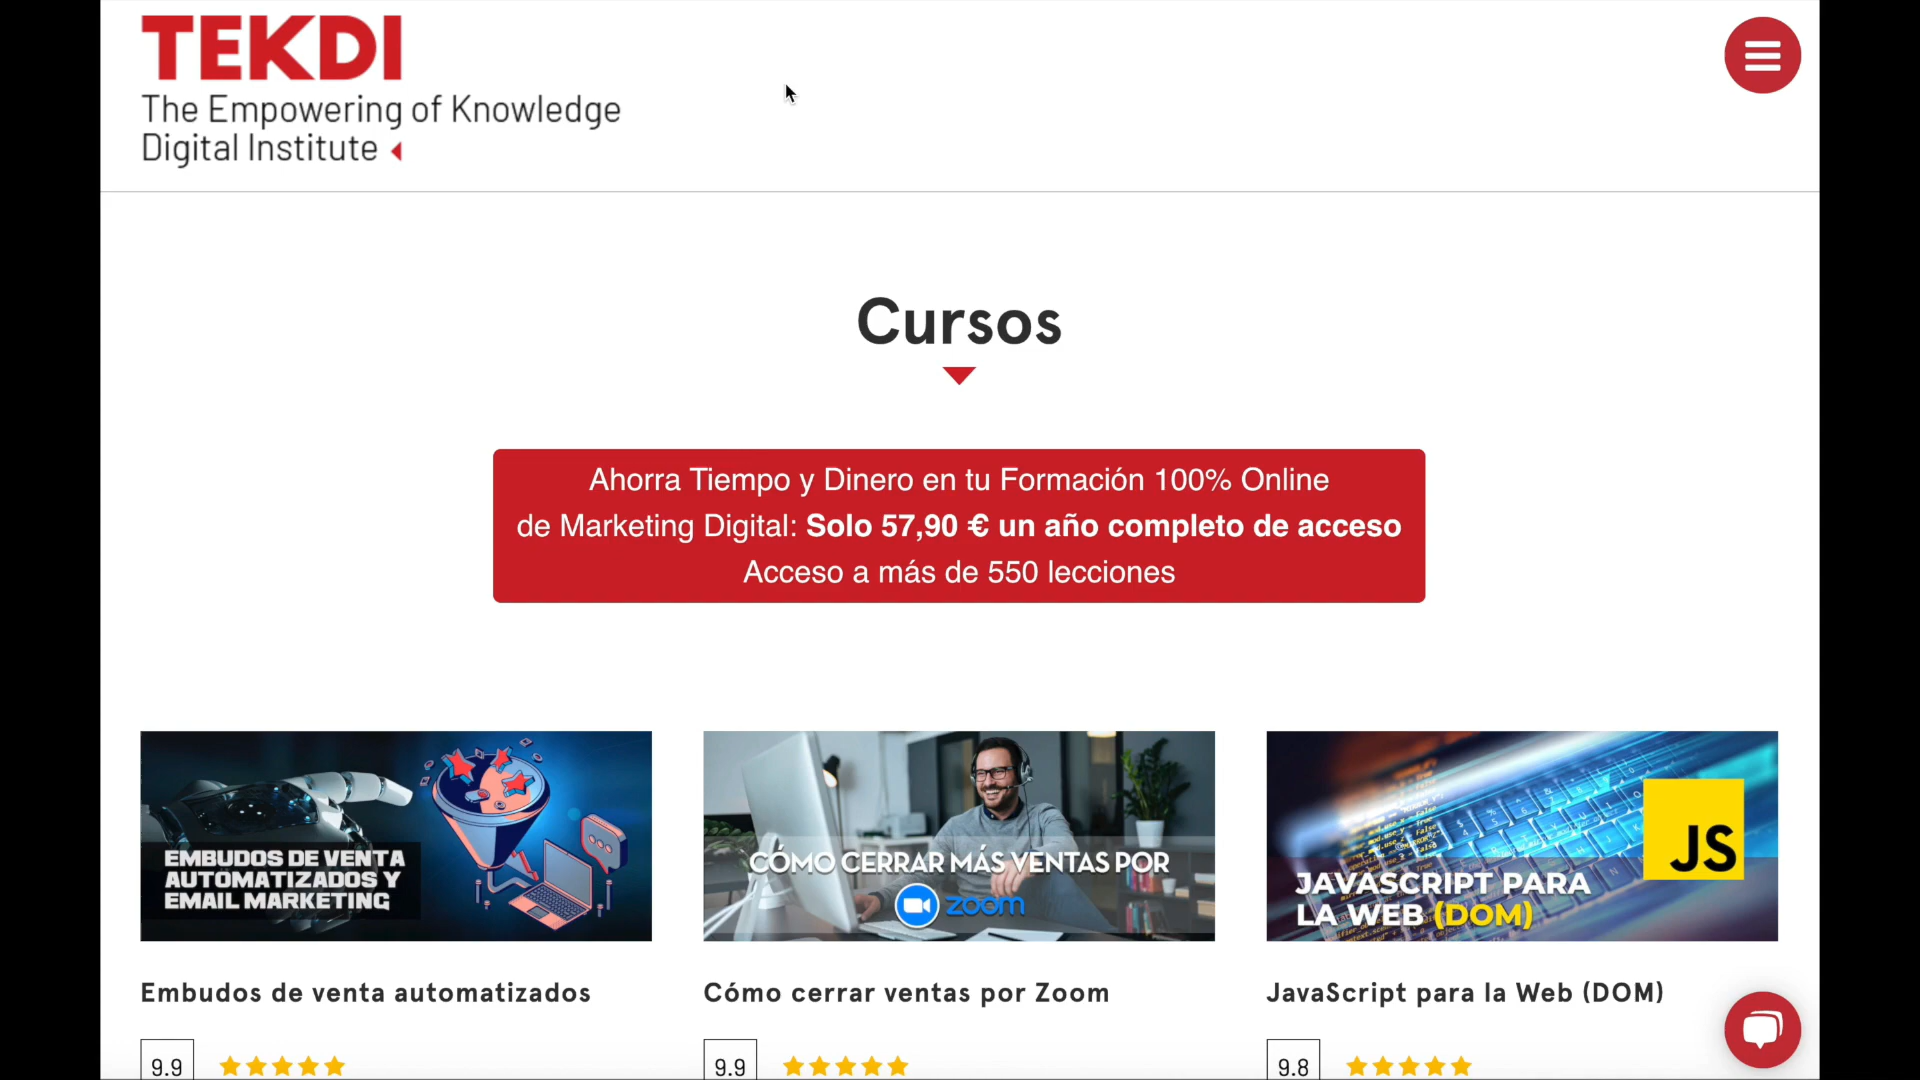 TEKDI
The Empowering of Knowledge
Digital Institute
Cursos
Ahorra Tiempo y Dinero en tu Formación 100% Online
de Marketing Digital: Solo 57,90 € un año completo de acceso
Acceso a más de 550 lecciones
EMBUDOS DE VENTA
AUTOMATIZADOS Y
EMAIL MARKETING
CÓMO CERRAR MÁS VENTAS POR
zoom
JS
JAVASCRIPT PARA
LA WEB (DOM)
Embudos de venta automatizados
Cómo cerrar ventas por Zoom
JavaScript para la Web (DOM)
9.9
9.9
9.8